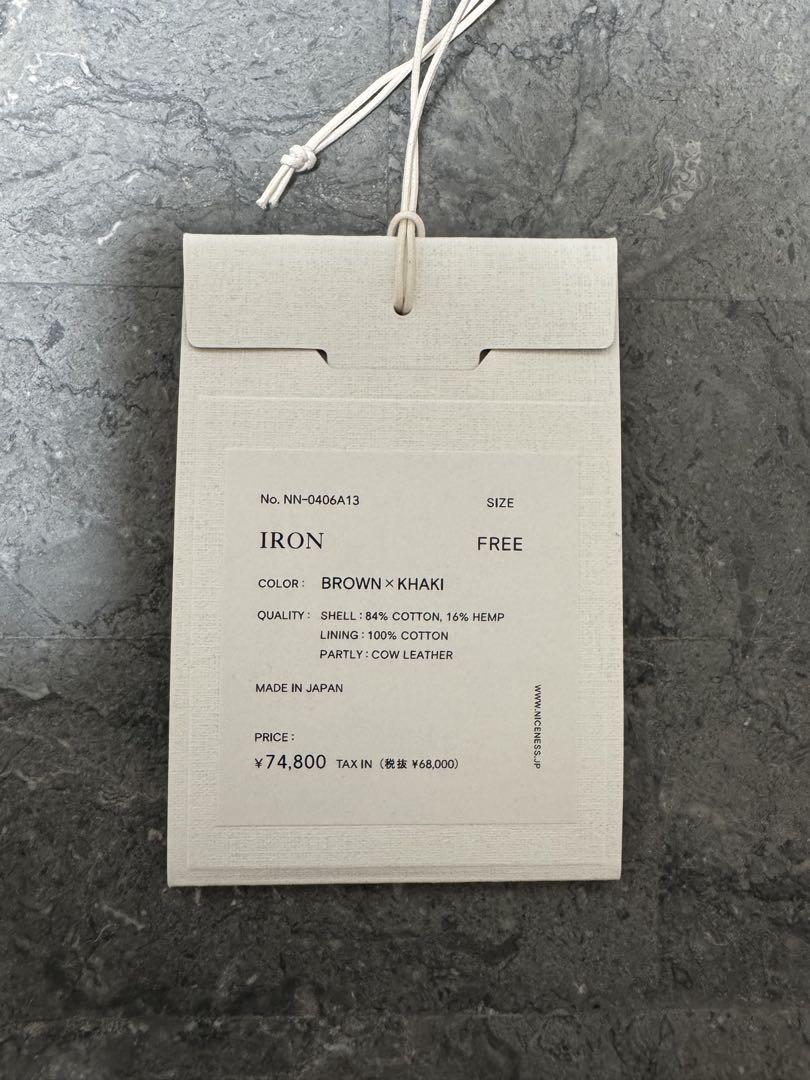 No. NN-0406A13 SIZE
IRON FREE
COLOR: BROWN×KHAKI
QUALITY: SHELL: 84% COTTON, 16% HEMP
LINING: 100% COTTON
PARTLY: COW LEATHER
MADE IN JAPAN
PRICE:
¥74,800 TAX IN (税抜 ¥68,000)
WWW.NICENESS.JP